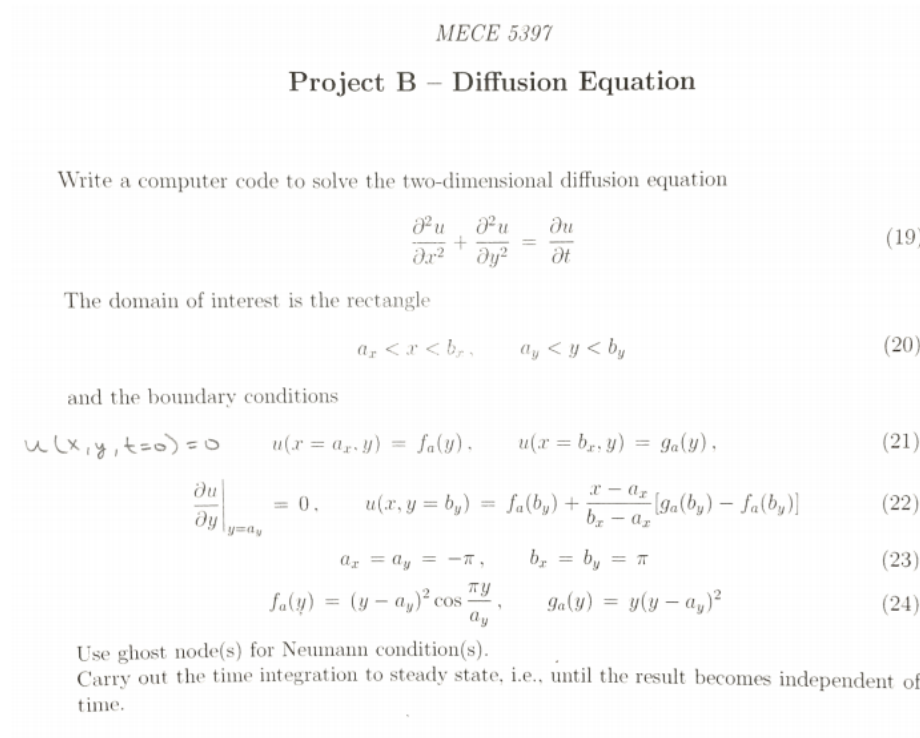 MECE 5397
Project B – Diffusion Equation
Write a computer code to solve the two-dimensional diffusion equation
∂²u/∂x² + ∂²u/∂y² = ∂u/∂t (19)
The domain of interest is the rectangle
a_x < x < b_x, a_y < y < b_y (20)
and the boundary conditions
u(x,y,t=0)=0 u(x = a_x, y) = f_a(y), u(x = b_x, y) = g_a(y), (21)
∂u/∂y|_{y=a_y} = 0, u(x, y = b_y) = f_a(b_y) + (x − a_x)/(b_x − a_x)[g_a(b_y) − f_a(b_y)] (22)
a_x = a_y = −π, b_x = b_y = π (23)
f_a(y) = (y − a_y)² cos πy/a_y, g_a(y) = y(y − a_y)² (24)
Use ghost node(s) for Neumann condition(s).
Carry out the time integration to steady state, i.e., until the result becomes independent of
time.